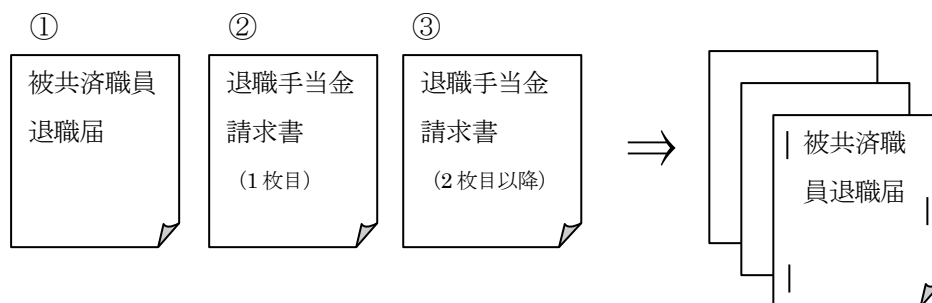 ①
被共済職員
退職届
②
退職手当金
請求書
（1 枚目）
③
退職手当金
請求書
（2 枚目以降）
⇒
被共済職
員退職届